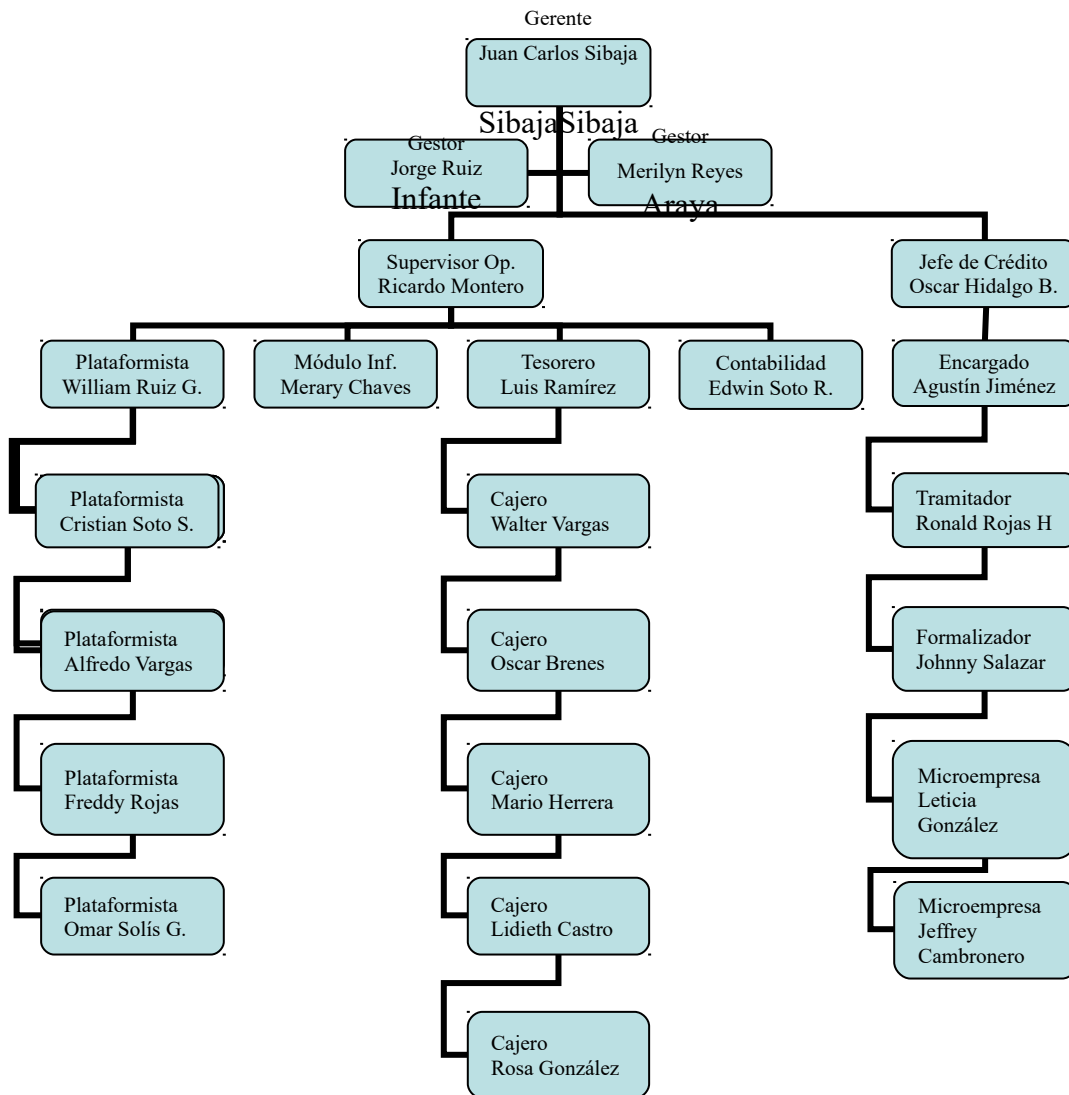 Gerente
Juan Carlos Sibaja
SibajaSibaja
Gestor
Jorge Ruiz
Infante
Gestor
Merilyn Reyes
Araya
Supervisor Op.
Ricardo Montero
Jefe de Crédito
Oscar Hidalgo B.
Plataformista
William Ruiz G.
Módulo Inf.
Merary Chaves
Tesorero
Luis Ramírez
Contabilidad
Edwin Soto R.
Encargado
Agustín Jiménez
Plataformista
Cristian Soto S.
Cajero
Walter Vargas
Tramitador
Ronald Rojas H
Plataformista
Alfredo Vargas
Cajero
Oscar Brenes
Formalizador
Johnny Salazar
Plataformista
Freddy Rojas
Cajero
Mario Herrera
Microempresa
Leticia
González
Plataformista
Omar Solís G.
Cajero
Lidieth Castro
Microempresa
Jeffrey
Cambronero
Cajero
Rosa González